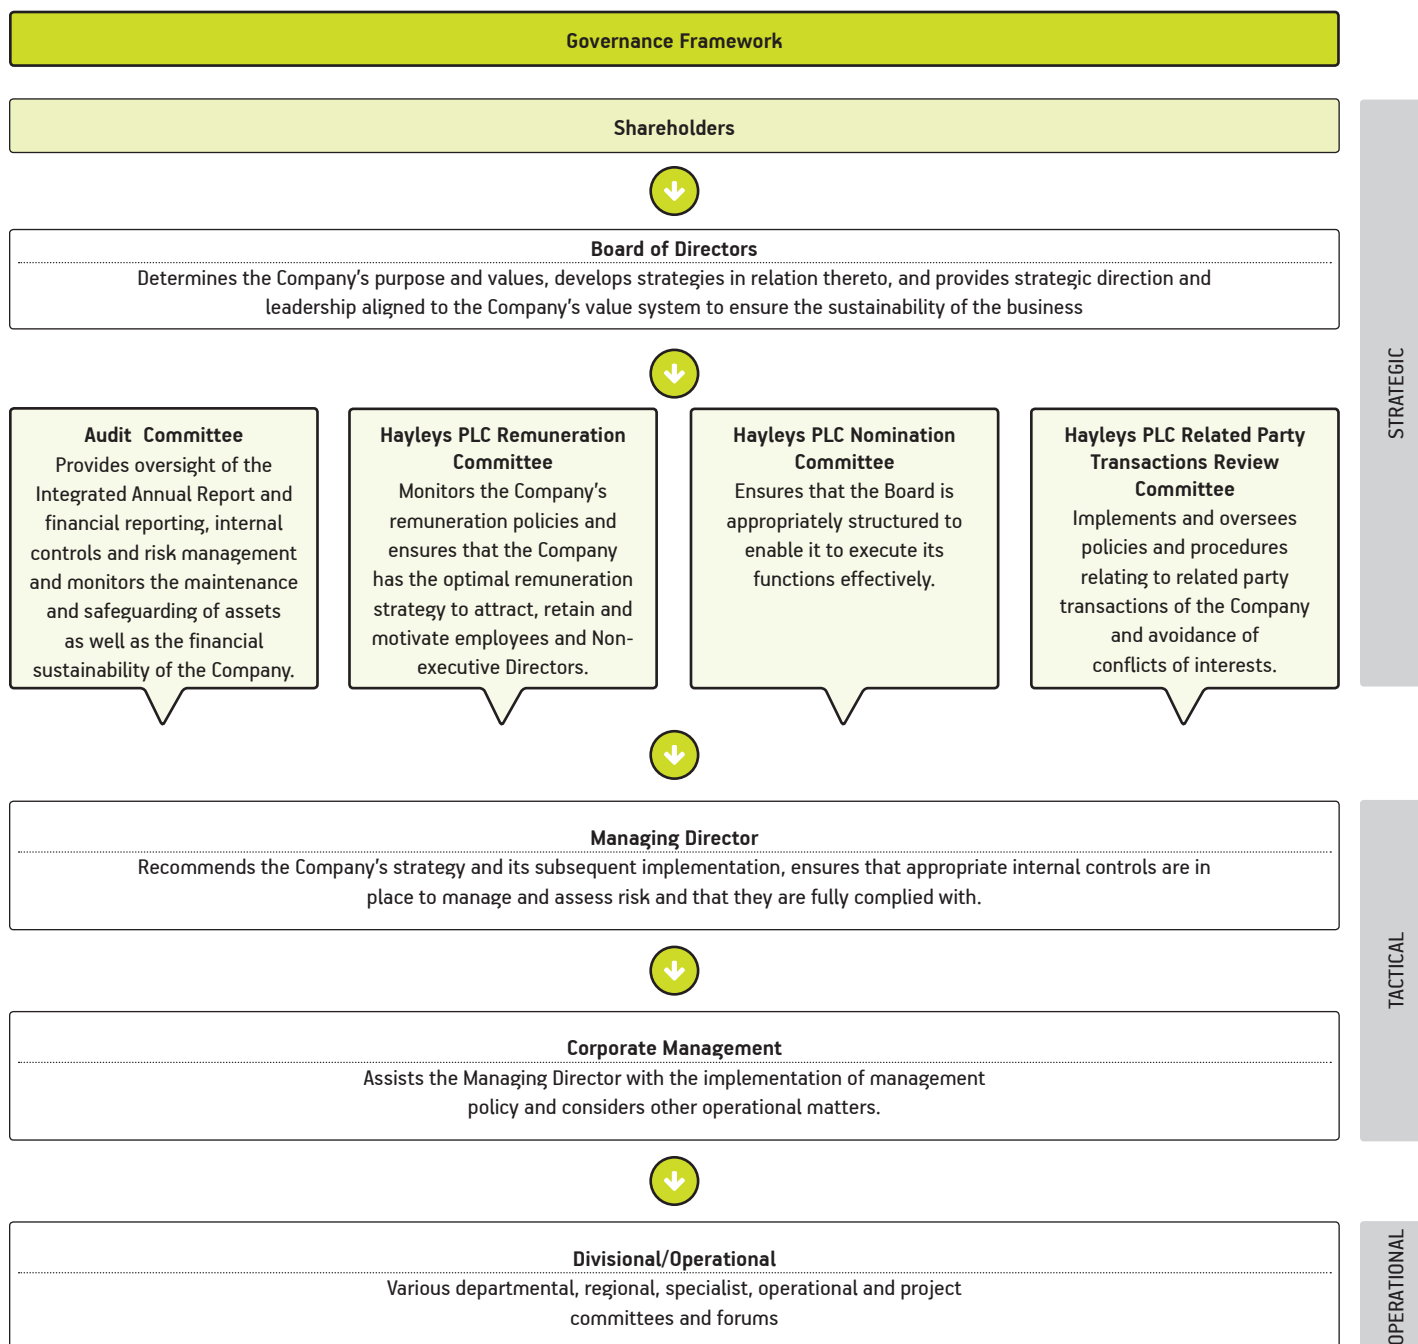 Governance Framework
Shareholders
Board of Directors
Determines the Company's purpose and values, develops strategies in relation thereto, and provides strategic direction and
leadership aligned to the Company's value system to ensure the sustainability of the business
Audit Committee
Provides oversight of the
Integrated Annual Report and
financial reporting, internal
controls and risk management
and monitors the maintenance
and safeguarding of assets
as well as the financial
sustainability of the Company.
Hayleys PLC Remuneration
Committee
Monitors the Company's
remuneration policies and
ensures that the Company
has the optimal remuneration
strategy to attract, retain and
motivate employees and Non-
executive Directors.
Hayleys PLC Nomination
Committee
Ensures that the Board is
appropriately structured to
enable it to execute its
functions effectively.
Hayleys PLC Related Party
Transactions Review
Committee
Implements and oversees
policies and procedures
relating to related party
transactions of the Company
and avoidance of
conflicts of interests.
STRATEGIC
Managing Director
Recommends the Company's strategy and its subsequent implementation, ensures that appropriate internal controls are in
place to manage and assess risk and that they are fully complied with.
Corporate Management
Assists the Managing Director with the implementation of management
policy and considers other operational matters.
TACTICAL
Divisional/Operational
Various departmental, regional, specialist, operational and project
committees and forums
OPERATIONAL